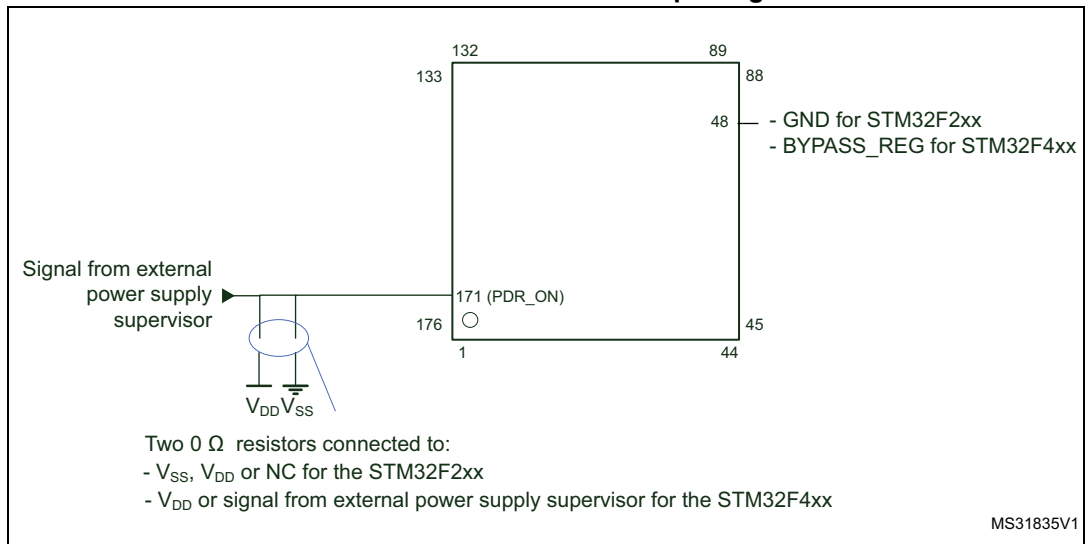 132
89
133
88
48
- GND for STM32F2xx
- BYPASS_REG for STM32F4xx
Signal from external
power supply
supervisor
171 (PDR_ON)
176
45
1
44
VDD VSS
Two 0 Ω resistors connected to:
- VSS, VDD or NC for the STM32F2xx
- VDD or signal from external power supply supervisor for the STM32F4xx
MS31835V1